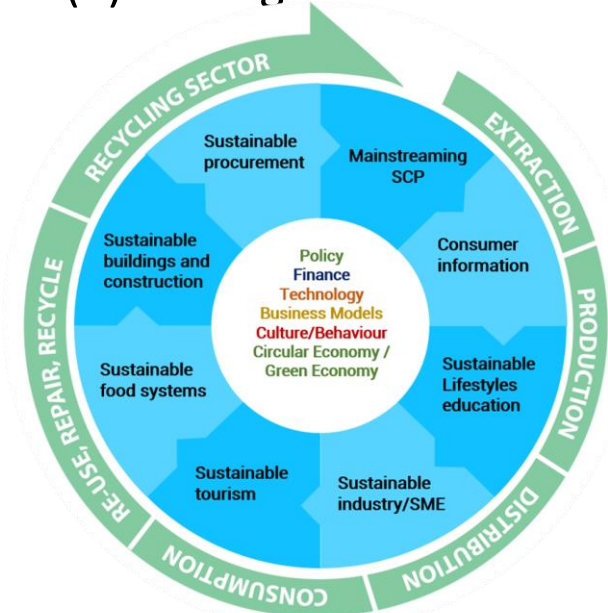 RECYCLING SECTOR
EXTRACTION
PRODUCTION
DISTRIBUTION
CONSUMPTION
RE-USE, REPAIR, RECYCLE
Sustainable
procurement
Mainstreaming
SCP
Consumer
information
Sustainable
Lifestyles
education
Sustainable
industry/SME
Sustainable
tourism
Sustainable
food systems
Sustainable
buildings and
construction
Policy
Finance
Technology
Business Models
Culture/Behaviour
Circular Economy /
Green Economy